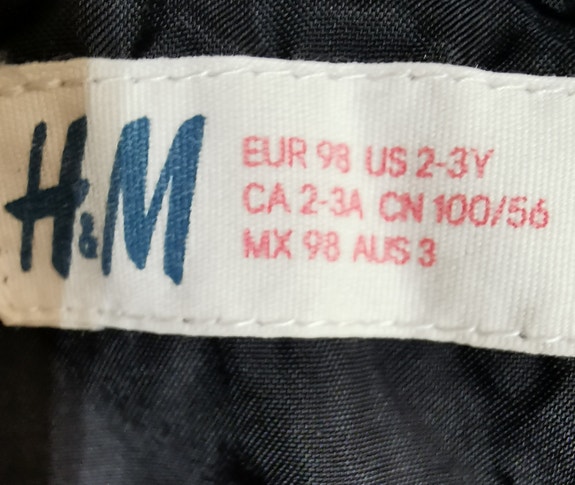 H&M
EUR 98 US 2-3Y
CA 2-3A CN 100/56
MX 98 AUS 3